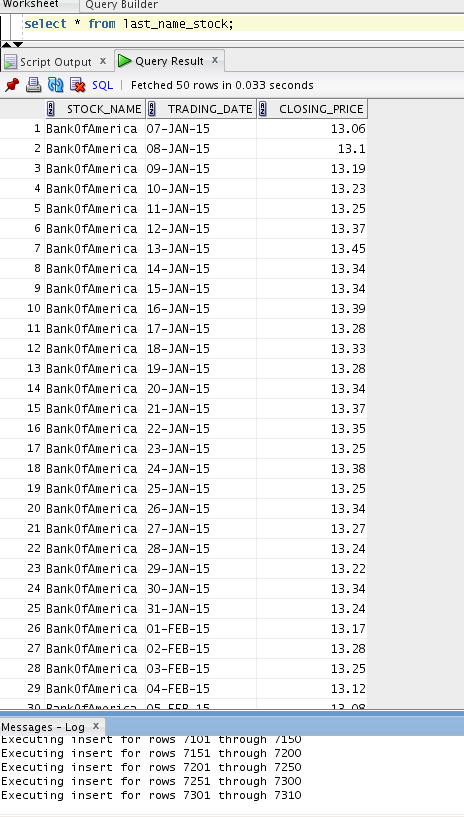 Worksheet Query Builder
select * from last_name_stock;
Script Output x Query Result x
SQL | Fetched 50 rows in 0.033 seconds
STOCK_NAME TRADING_DATE CLOSING_PRICE
1 BankOfAmerica 07-JAN-15 13.06
2 BankOfAmerica 08-JAN-15 13.1
3 BankOfAmerica 09-JAN-15 13.19
4 BankOfAmerica 10-JAN-15 13.23
5 BankOfAmerica 11-JAN-15 13.25
6 BankOfAmerica 12-JAN-15 13.37
7 BankOfAmerica 13-JAN-15 13.45
8 BankOfAmerica 14-JAN-15 13.34
9 BankOfAmerica 15-JAN-15 13.34
10 BankOfAmerica 16-JAN-15 13.39
11 BankOfAmerica 17-JAN-15 13.28
12 BankOfAmerica 18-JAN-15 13.33
13 BankOfAmerica 19-JAN-15 13.28
14 BankOfAmerica 20-JAN-15 13.34
15 BankOfAmerica 21-JAN-15 13.37
16 BankOfAmerica 22-JAN-15 13.35
17 BankOfAmerica 23-JAN-15 13.25
18 BankOfAmerica 24-JAN-15 13.38
19 BankOfAmerica 25-JAN-15 13.25
20 BankOfAmerica 26-JAN-15 13.34
21 BankOfAmerica 27-JAN-15 13.27
22 BankOfAmerica 28-JAN-15 13.24
23 BankOfAmerica 29-JAN-15 13.22
24 BankOfAmerica 30-JAN-15 13.34
25 BankOfAmerica 31-JAN-15 13.24
26 BankOfAmerica 01-FEB-15 13.17
27 BankOfAmerica 02-FEB-15 13.28
28 BankOfAmerica 03-FEB-15 13.25
29 BankOfAmerica 04-FEB-15 13.12
30 BankOfAmerica 05-FEB-15 13.08
Messages - Log x
Executing insert for rows 7101 through 7150
Executing insert for rows 7151 through 7200
Executing insert for rows 7201 through 7250
Executing insert for rows 7251 through 7300
Executing insert for rows 7301 through 7310